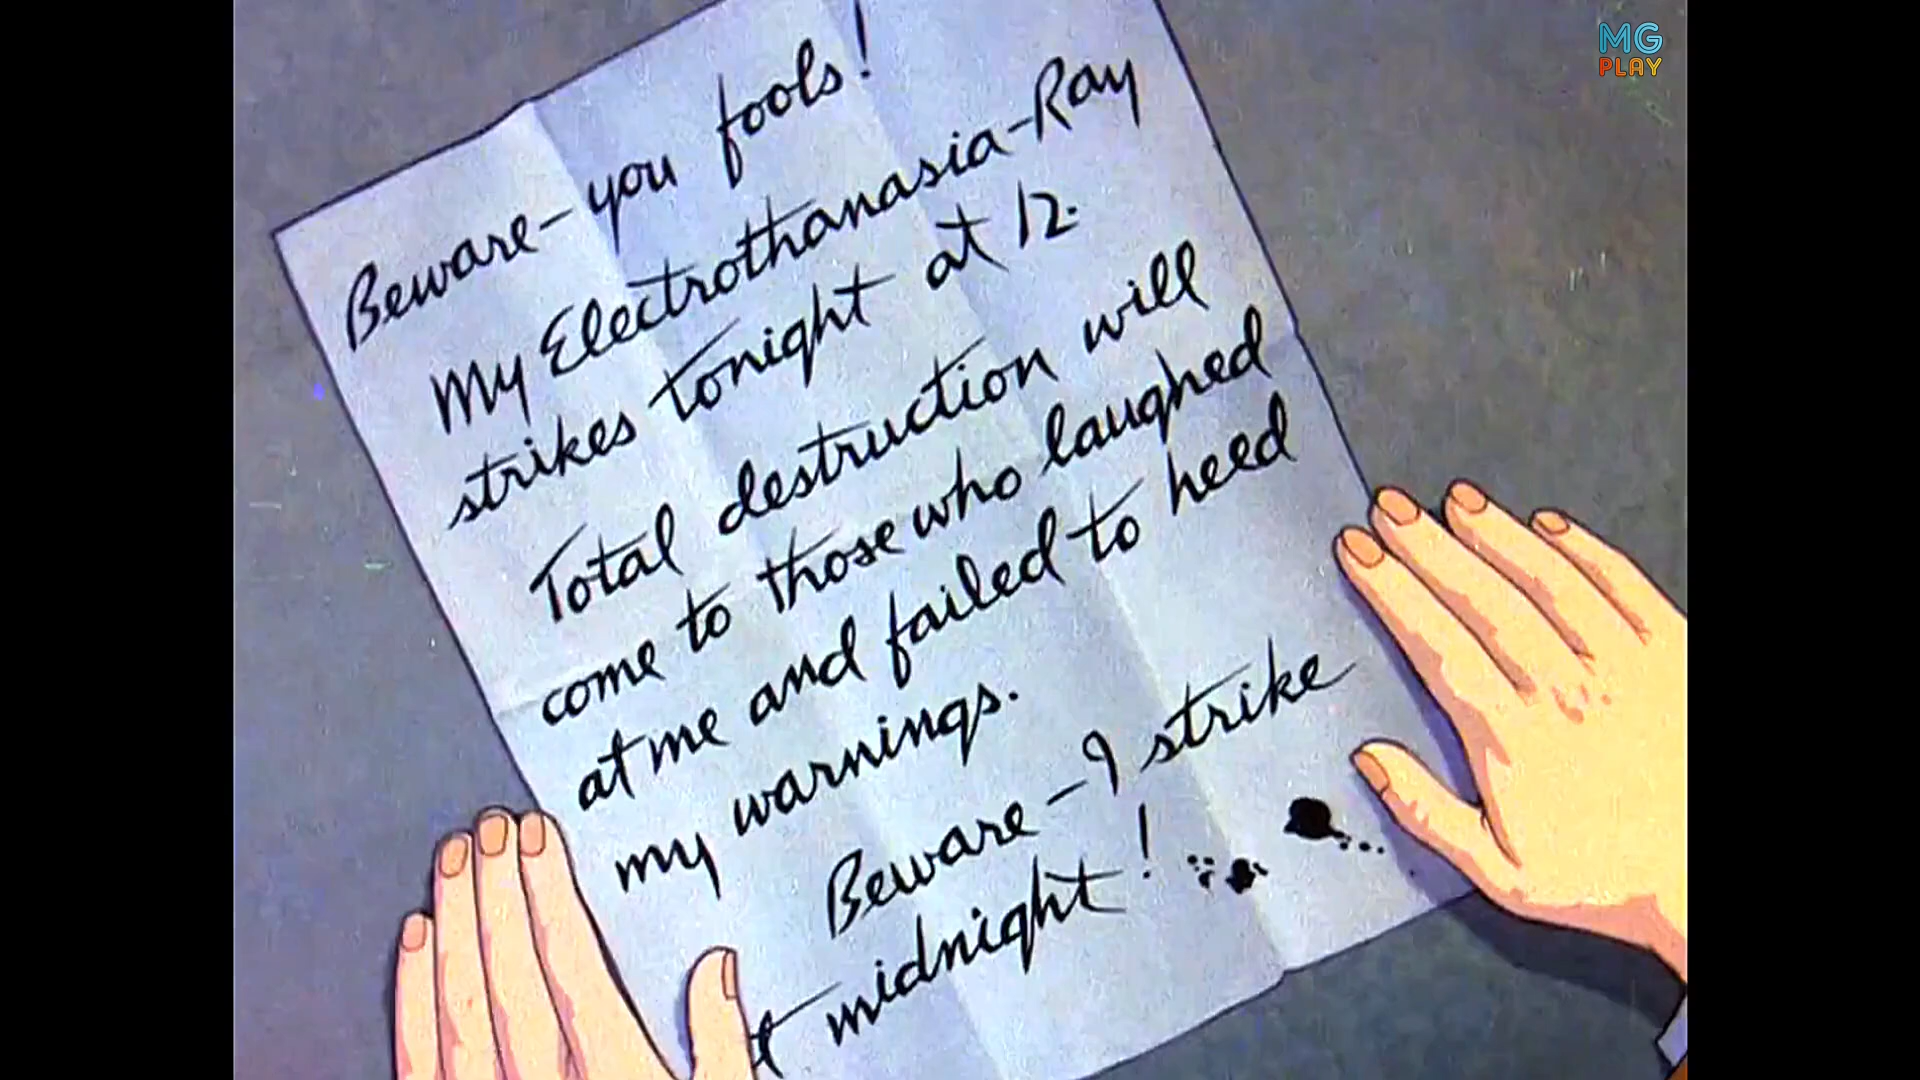 Beware-you fools!
My Electrothanasia-Ray
strikes tonight at 12.
Total destruction will
come to those who laughed
at me and failed to heed
my warnings.
Beware-I strike
t midnight!
MG
PLAY